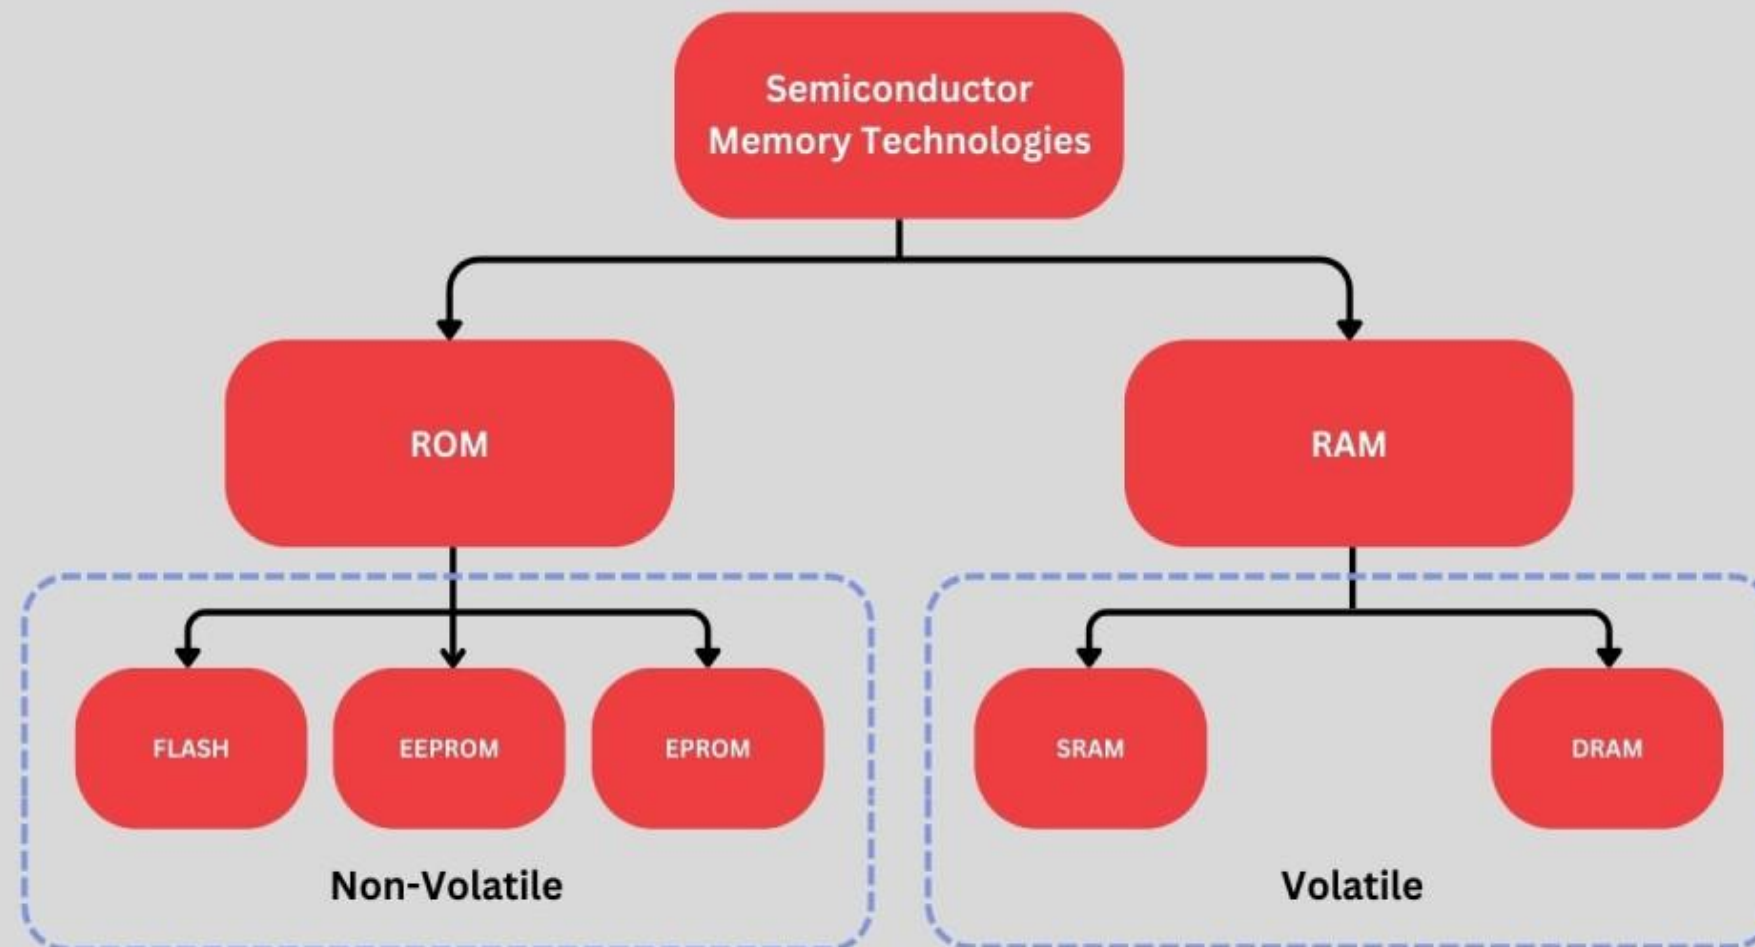 Semiconductor
Memory Technologies
ROM
RAM
FLASH
EEPROM
EPROM
SRAM
DRAM
Non-Volatile
Volatile